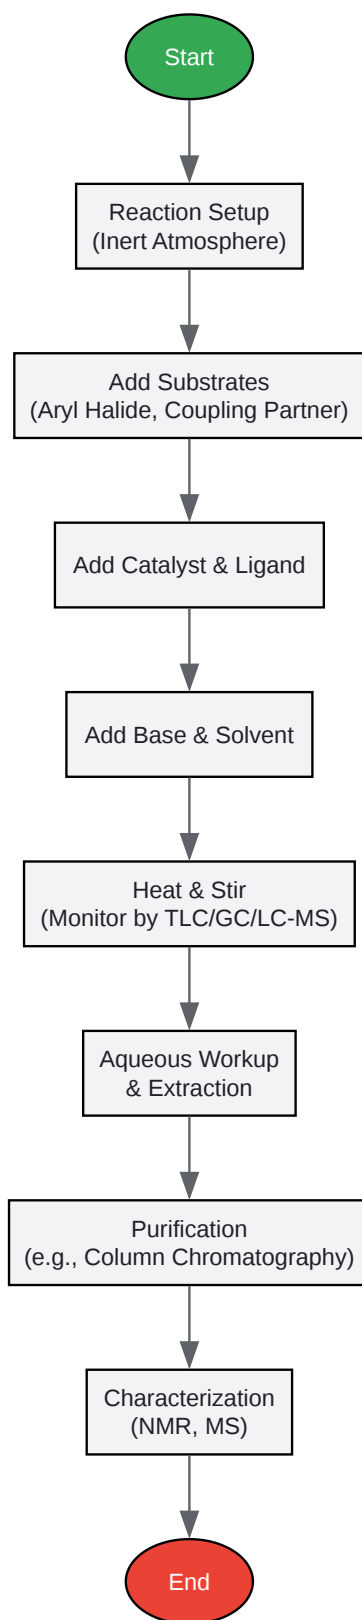 Start
Reaction Setup
(Inert Atmosphere)
Add Substrates
(Aryl Halide, Coupling Partner)
Add Catalyst & Ligand
Add Base & Solvent
Heat & Stir
(Monitor by TLC/GC/LC-MS)
Aqueous Workup
& Extraction
Purification
(e.g., Column Chromatography)
Characterization
(NMR, MS)
End